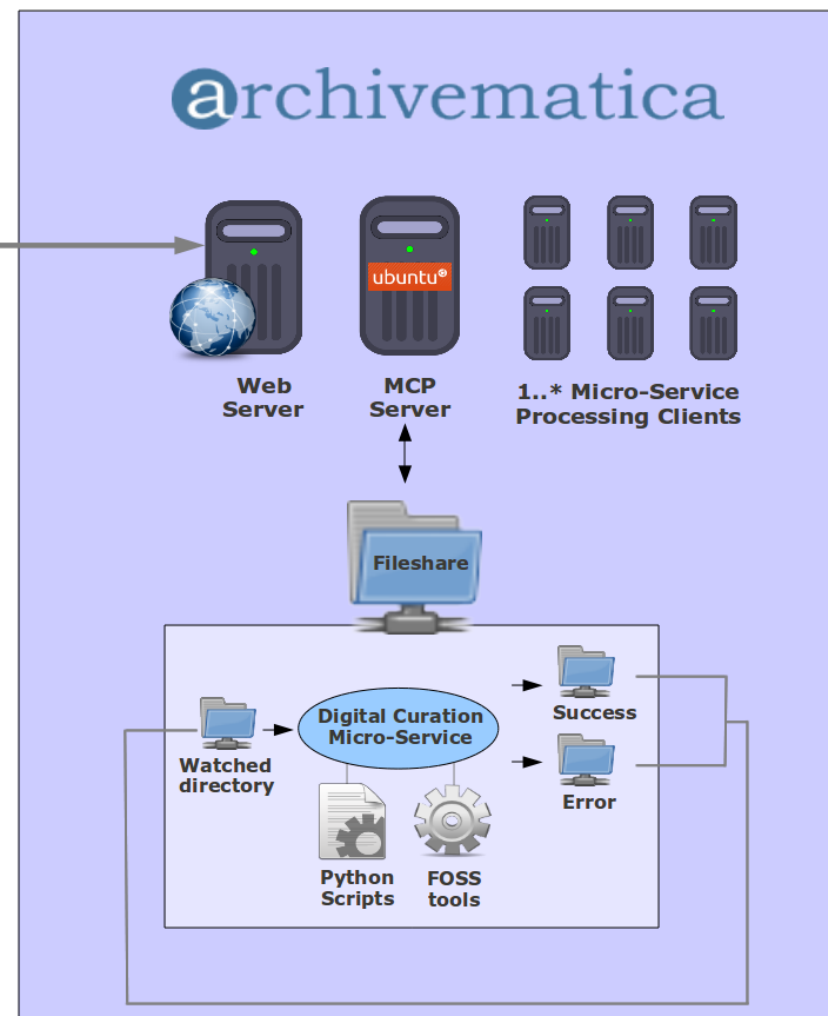 archivematica
ubuntu®
Web
Server
MCP
Server
1..* Micro-Service
Processing Clients
Fileshare
Digital Curation
Micro-Service
Success
Watched
directory
Error
Python
Scripts
FOSS
tools